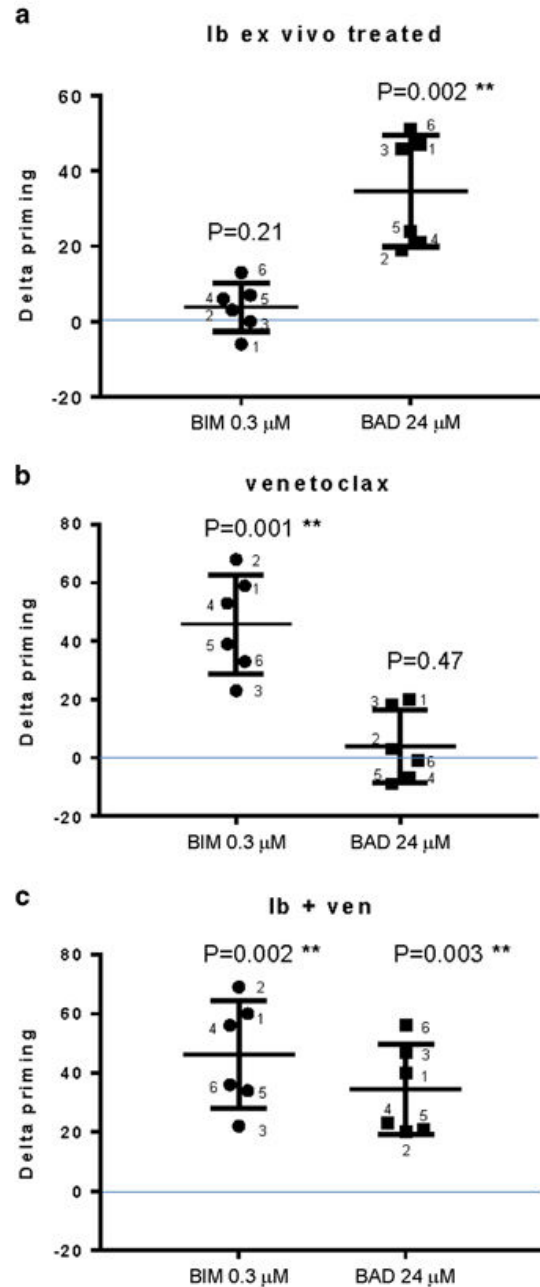 a
Ib ex vivo treated
P=0.002 **
P=0.21
Delta priming
60
40
20
0
-20
6
3 1
5 4
2
6
4 5
2 3
1
BIM 0.3 µM BAD 24 µM
b
venetoclax
P=0.001 **
P=0.47
Delta priming
80
60
40
20
0
-20
2
1
4
5
6
3
3 1
2
6
5 4
BIM 0.3 µM BAD 24 µM
c
Ib + ven
P=0.002 ** P=0.003 **
Delta priming
80
60
40
20
0
-20
2
1
4
6 5
3
6
3
1
4 5
2
BIM 0.3 µM BAD 24 µM